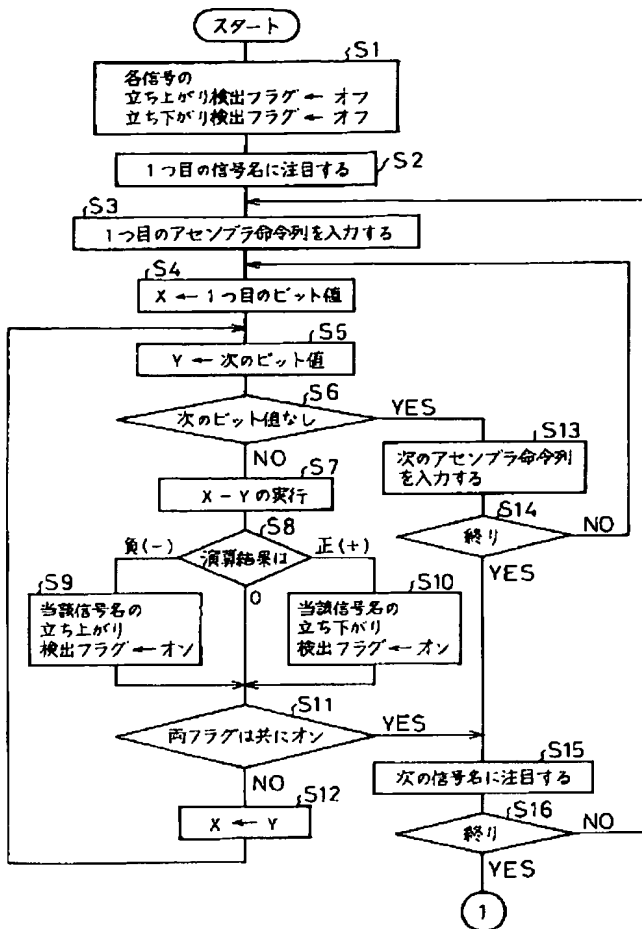 スタート
S1
各信号の
立ち上がり検出フラグ ← オフ
立ち下がり検出フラグ ← オフ
S2
1つ目の信号名に注目する
S3
1つ目のアセンブラ命令列を入力する
S4
X ← 1つ目のビット値
S5
Y ← 次のビット値
S6
次のビット値なし
YES
NO
S7
X − Y の実行
S8
演算結果は
負(−)
正(+)
0
S9
当該信号名の
立ち上がり
検出フラグ ← オン
S10
当該信号名の
立ち下がり
検出フラグ ← オン
S11
両フラグは共にオン
YES
NO
S12
X ← Y
S13
次のアセンブラ命令列
を入力する
S14
終り
NO
YES
S15
次の信号名に注目する
S16
終り
NO
YES
1